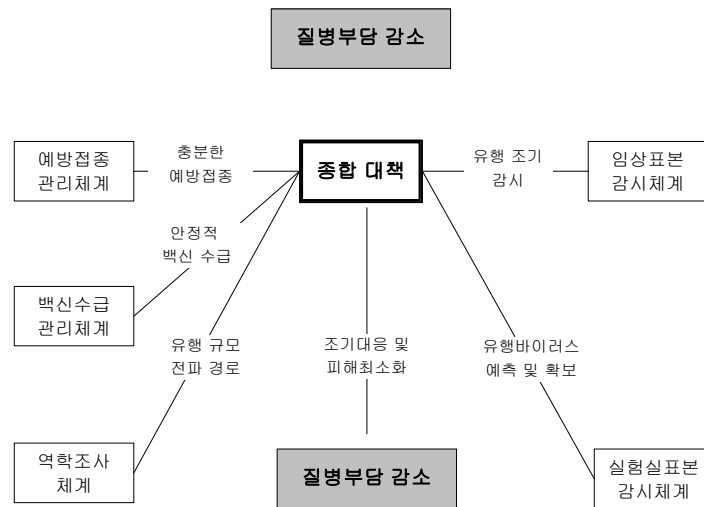 질병부담 감소
예방접종
관리체계
충분한
예방접종
종합 대책
유행 조기
감시
임상표본
감시체계
안정적
백신 수급
백신수급
관리체계
유행 규모
전파 경로
조기대응 및
피해최소화
유행바이러스
예측 및 확보
역학조사
체계
질병부담 감소
실험실표본
감시체계